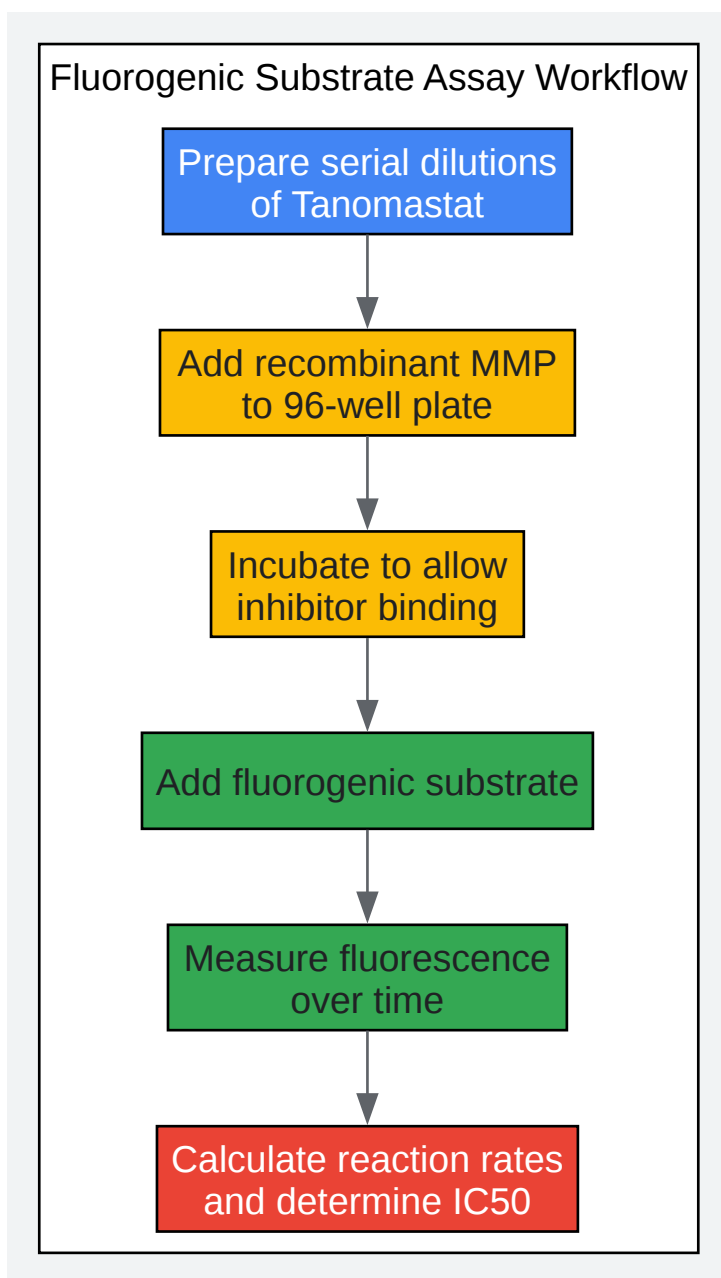 Fluorogenic Substrate Assay Workflow
Prepare serial dilutions
of Tanomastat
Add recombinant MMP
to 96-well plate
Incubate to allow
inhibitor binding
Add fluorogenic substrate
Measure fluorescence
over time
Calculate reaction rates
and determine IC50